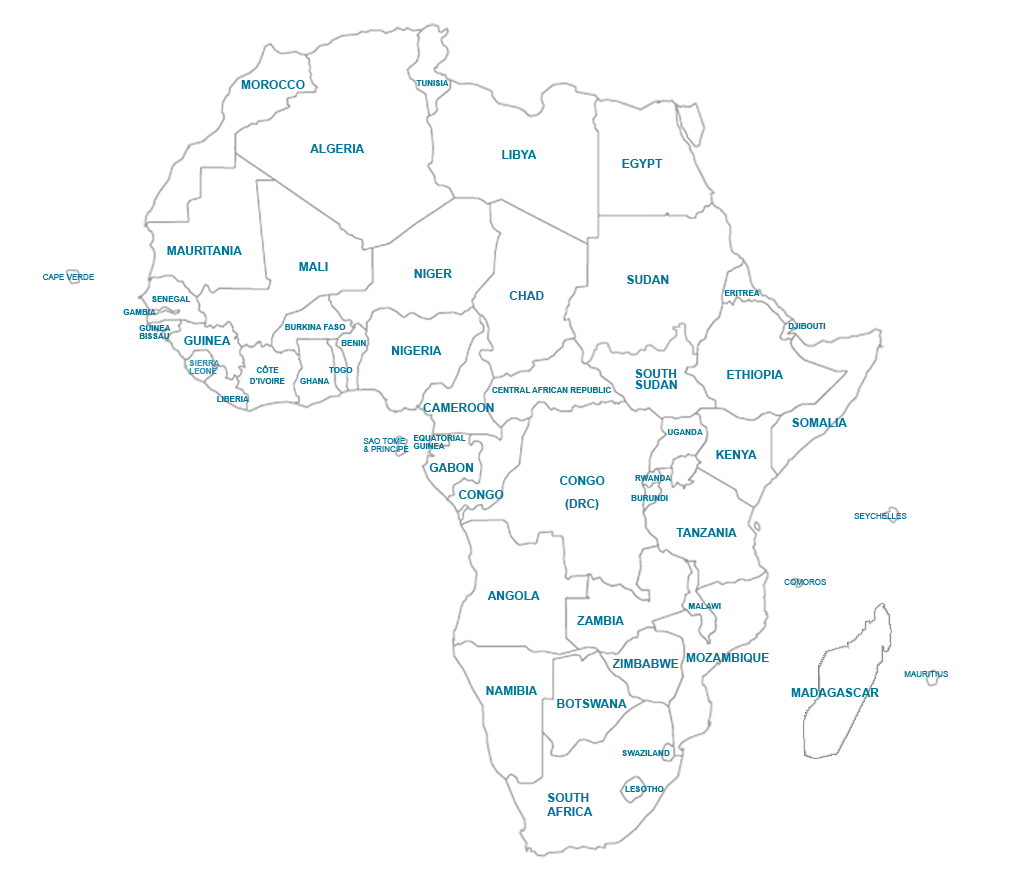 MOROCCO
TUNISIA
ALGERIA
LIBYA
EGYPT
MAURITANIA
MALI
NIGER
CHAD
SUDAN
ERITREA
CAPE VERDE
SENEGAL
GAMBIA
GUINEA
BISSAU
GUINEA
SIERRA
LEONE
LIBERIA
CÔTE
D'IVOIRE
BURKINA FASO
GHANA
TOGO
BENIN
NIGERIA
DJIBOUTI
ETHIOPIA
SOUTH
SUDAN
CENTRAL AFRICAN REPUBLIC
CAMEROON
SOMALIA
SAO TOME
& PRINCIPE
EQUATORIAL
GUINEA
GABON
CONGO
CONGO
(DRC)
UGANDA
KENYA
RWANDA
BURUNDI
TANZANIA
SEYCHELLES
COMOROS
ANGOLA
ZAMBIA
MALAWI
MOZAMBIQUE
ZIMBABWE
NAMIBIA
BOTSWANA
MADAGASCAR
MAURITIUS
SWAZILAND
LESOTHO
SOUTH
AFRICA